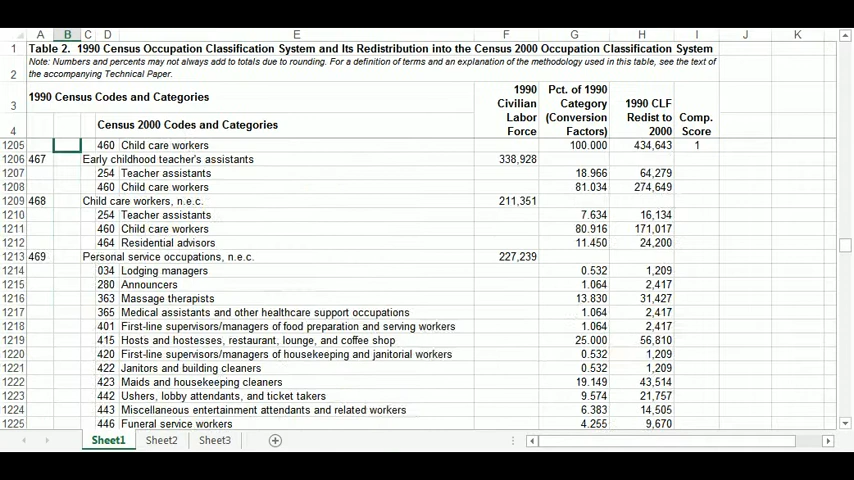 A B C D E F G H I J K
1 Table 2. 1990 Census Occupation Classification System and Its Redistribution into the Census 2000 Occupation Classification System
Note: Numbers and percents may not always add to totals due to rounding. For a definition of terms and an explanation of the methodology used in this table, see the text of
2 the accompanying Technical Paper.
1990 Pct. of 1990
3 1990 Census Codes and Categories Civilian Category 1990 CLF
Labor (Conversion Redist to Comp.
4 Census 2000 Codes and Categories Force Factors) 2000 Score
1205 460 Child care workers 100.000 434,643 1
1206 467 Early childhood teacher's assistants 338,928
1207 254 Teacher assistants 18.966 64,279
1208 460 Child care workers 81.034 274,649
1209 468 Child care workers, n.e.c. 211,351
1210 254 Teacher assistants 7.634 16,134
1211 460 Child care workers 80.916 171,017
1212 464 Residential advisors 11.450 24,200
1213 469 Personal service occupations, n.e.c. 227,239
1214 034 Lodging managers 0.532 1,209
1215 280 Announcers 1.064 2,417
1216 363 Massage therapists 13.830 31,427
1217 365 Medical assistants and other healthcare support occupations 1.064 2,417
1218 401 First-line supervisors/managers of food preparation and serving workers 1.064 2,417
1219 415 Hosts and hostesses, restaurant, lounge, and coffee shop 25.000 56,810
1220 420 First-line supervisors/managers of housekeeping and janitorial workers 0.532 1,209
1221 422 Janitors and building cleaners 0.532 1,209
1222 423 Maids and housekeeping cleaners 19.149 43,514
1223 442 Ushers, lobby attendants, and ticket takers 9.574 21,757
1224 443 Miscellaneous entertainment attendants and related workers 6.383 14,505
1225 446 Funeral service workers 4.255 9,670
Sheet1 Sheet2 Sheet3